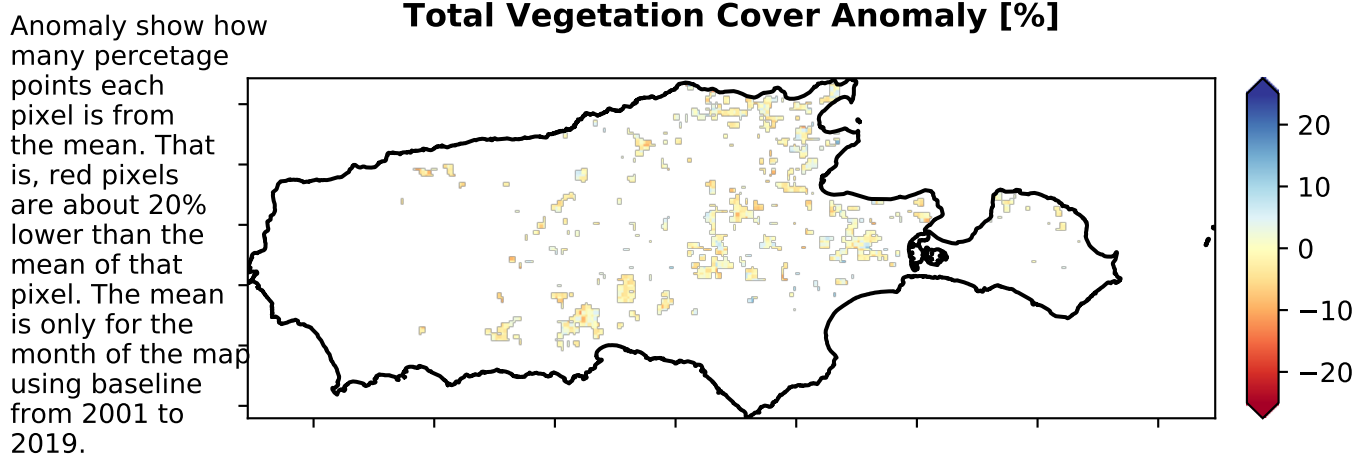 Total Vegetation Cover Anomaly [%]
Anomaly show how
many percetage
points each
pixel is from
the mean. That
is, red pixels
are about 20%
lower than the
mean of that
pixel. The mean
is only for the
month of the map
using baseline
from 2001 to
2019.
20
10
0
−10
−20